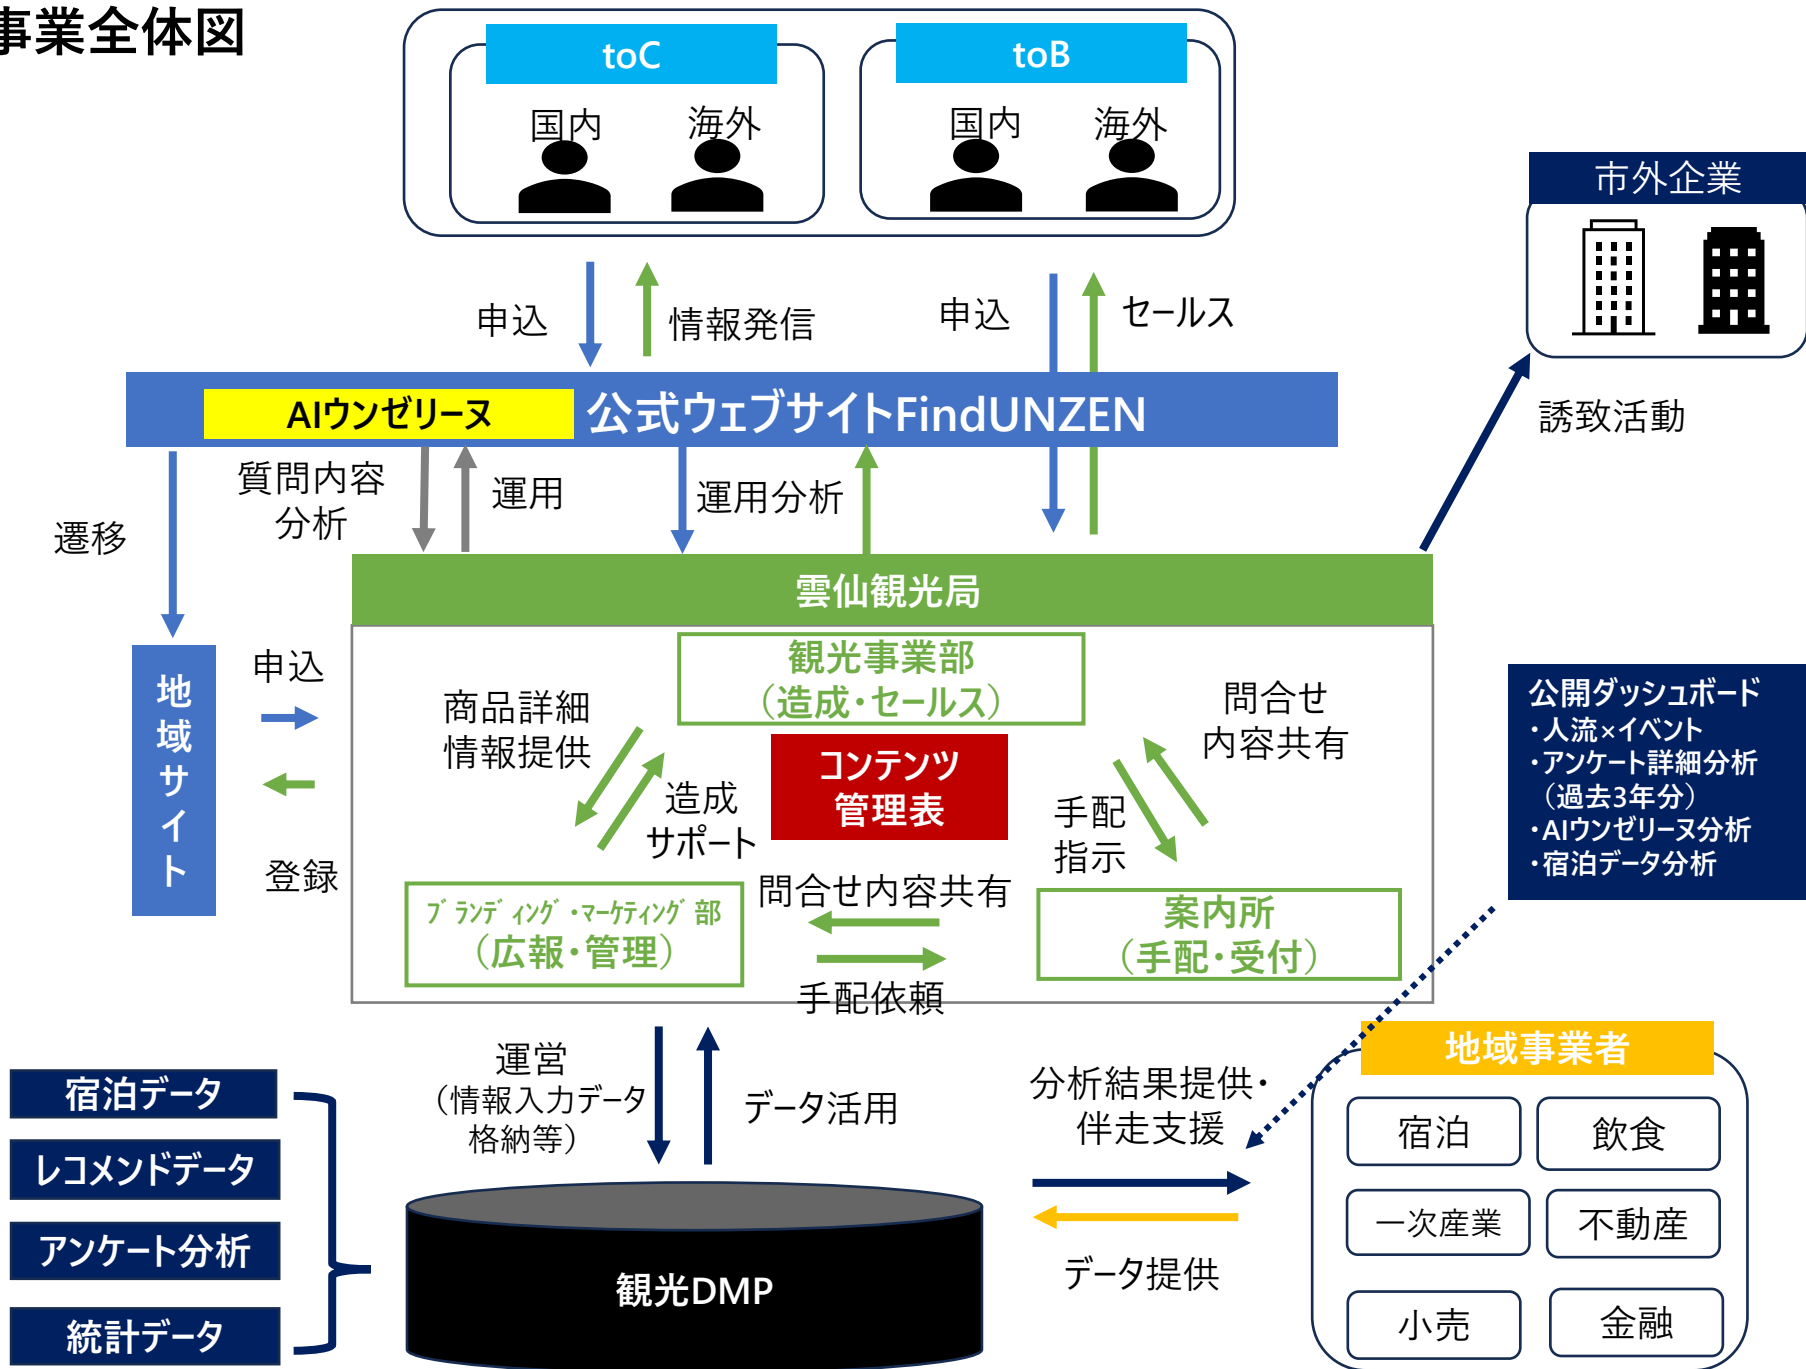 事業全体図
toC
toB
国内
海外
国内
海外
市外企業
申込
情報発信
申込
セールス
誘致活動
AIウンゼリーヌ
公式ウェブサイトFindUNZEN
遷移
質問内容
分析
運用
運用分析
雲仙観光局
地域サイト
申込
登録
観光事業部
（造成・セールス）
商品詳細
情報提供
造成
サポート
コンテンツ
管理表
問合せ
内容共有
手配
指示
問合せ内容共有
手配依頼
ブランディング・マーケティング部
（広報・管理）
案内所
（手配・受付）
公開ダッシュボード
・人流×イベント
・アンケート詳細分析
（過去3年分）
・AIウンゼリーヌ分析
・宿泊データ分析
運営
（情報入力データ
格納等）
データ活用
分析結果提供・
伴走支援
データ提供
宿泊データ
レコメンドデータ
アンケート分析
統計データ
観光DMP
地域事業者
宿泊
飲食
一次産業
不動産
小売
金融